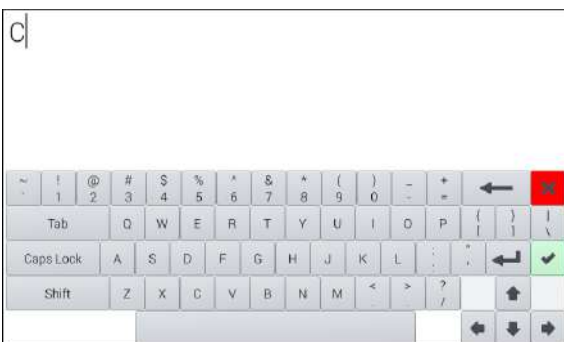 C
~ ! @ # $ % ^ & * ( ) _ +
` 1 2 3 4 5 6 7 8 9 0 - =
Tab Q W E R T Y U I O P { } |
[ ] \
Caps Lock A S D F G H J K L : "
; '
Shift Z X C V B N M < > ?
, . /